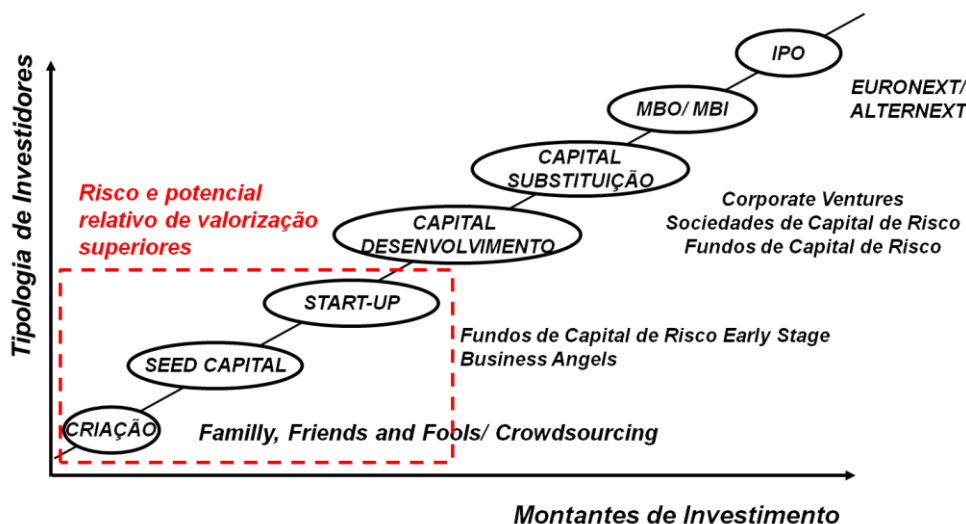 IPO
EURONEXT/
ALTERNEXT
MBO/ MBI
CAPITAL
SUBSTITUIÇÃO
Risco e potencial
relativo de valorização
superiores
Corporate Ventures
Sociedades de Capital de Risco
Fundos de Capital de Risco
CAPITAL
DESENVOLVIMENTO
START-UP
Fundos de Capital de Risco Early Stage
Business Angels
SEED CAPITAL
CRIAÇÃO
Familly, Friends and Fools/ Crowdsourcing
Tipologia de Investidores
Montantes de Investimento